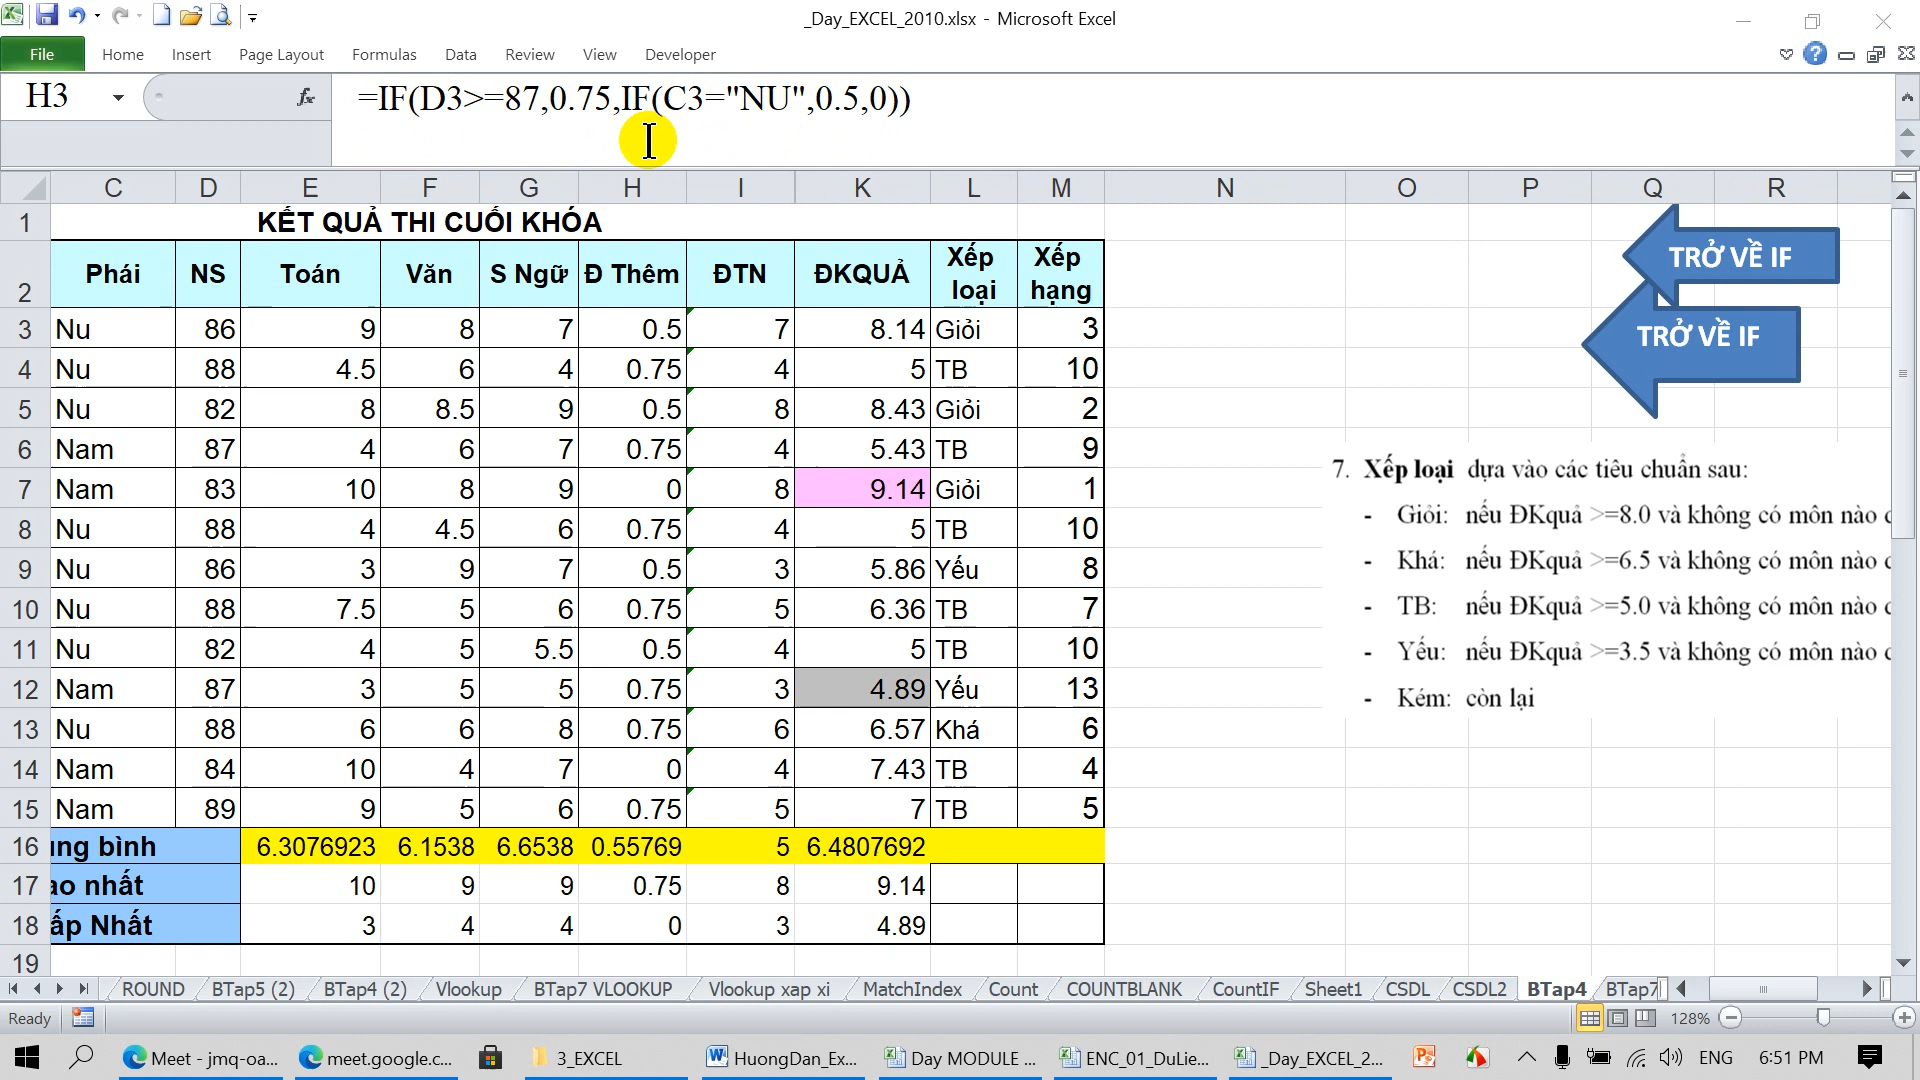 _Day_EXCEL_2010.xlsx - Microsoft Excel
File Home Insert Page Layout Formulas Data Review View Developer
H3 fx =IF(D3>=87,0.75,IF(C3="NU",0.5,0))
C D E F G H I K L M N O P Q R
1 KẾT QUẢ THI CUỐI KHÓA
2 Phái NS Toán Văn S Ngữ Đ Thêm ĐTN ĐKQUẢ Xếp loại Xếp hạng
3 Nu 86 9 8 7 0.5 7 8.14 Giỏi 3
4 Nu 88 4.5 6 4 0.75 4 5 TB 10
5 Nu 82 8 8.5 9 0.5 8 8.43 Giỏi 2
6 Nam 87 4 6 7 0.75 4 5.43 TB 9
7 Nam 83 10 8 9 0 8 9.14 Giỏi 1
8 Nu 88 4 4.5 6 0.75 4 5 TB 10
9 Nu 86 3 9 7 0.5 3 5.86 Yếu 8
10 Nu 88 7.5 5 6 0.75 5 6.36 TB 7
11 Nu 82 4 5 5.5 0.5 4 5 TB 10
12 Nam 87 3 5 5 0.75 3 4.89 Yếu 13
13 Nu 88 6 6 8 0.75 6 6.57 Khá 6
14 Nam 84 10 4 7 0 4 7.43 TB 4
15 Nam 89 9 5 6 0.75 5 7 TB 5
16 ung bình 6.3076923 6.1538 6.6538 0.55769 5 6.4807692
17 ao nhất 10 9 9 0.75 8 9.14
18 ấp Nhất 3 4 4 0 3 4.89
19
TRỞ VỀ IF
TRỞ VỀ IF
7. Xếp loại dựa vào các tiêu chuẩn sau:
- Giỏi: nếu ĐKquả >=8.0 và không có môn nào
- Khá: nếu ĐKquả >=6.5 và không có môn nào
- TB: nếu ĐKquả >=5.0 và không có môn nào
- Yếu: nếu ĐKquả >=3.5 và không có môn nào
- Kém: còn lại
ROUND BTap5 (2) BTap4 (2) Vlookup BTap7 VLOOKUP Vlookup xap xi MatchIndex Count COUNTBLANK CountIF Sheet1 CSDL CSDL2 BTap4 BTap7
Ready 128%
Meet - jmq-oa... meet.google.c... 3_EXCEL HuongDan_Ex... Day MODULE ... ENC_01_DuLie... _Day_EXCEL_2... ENG 6:51 PM